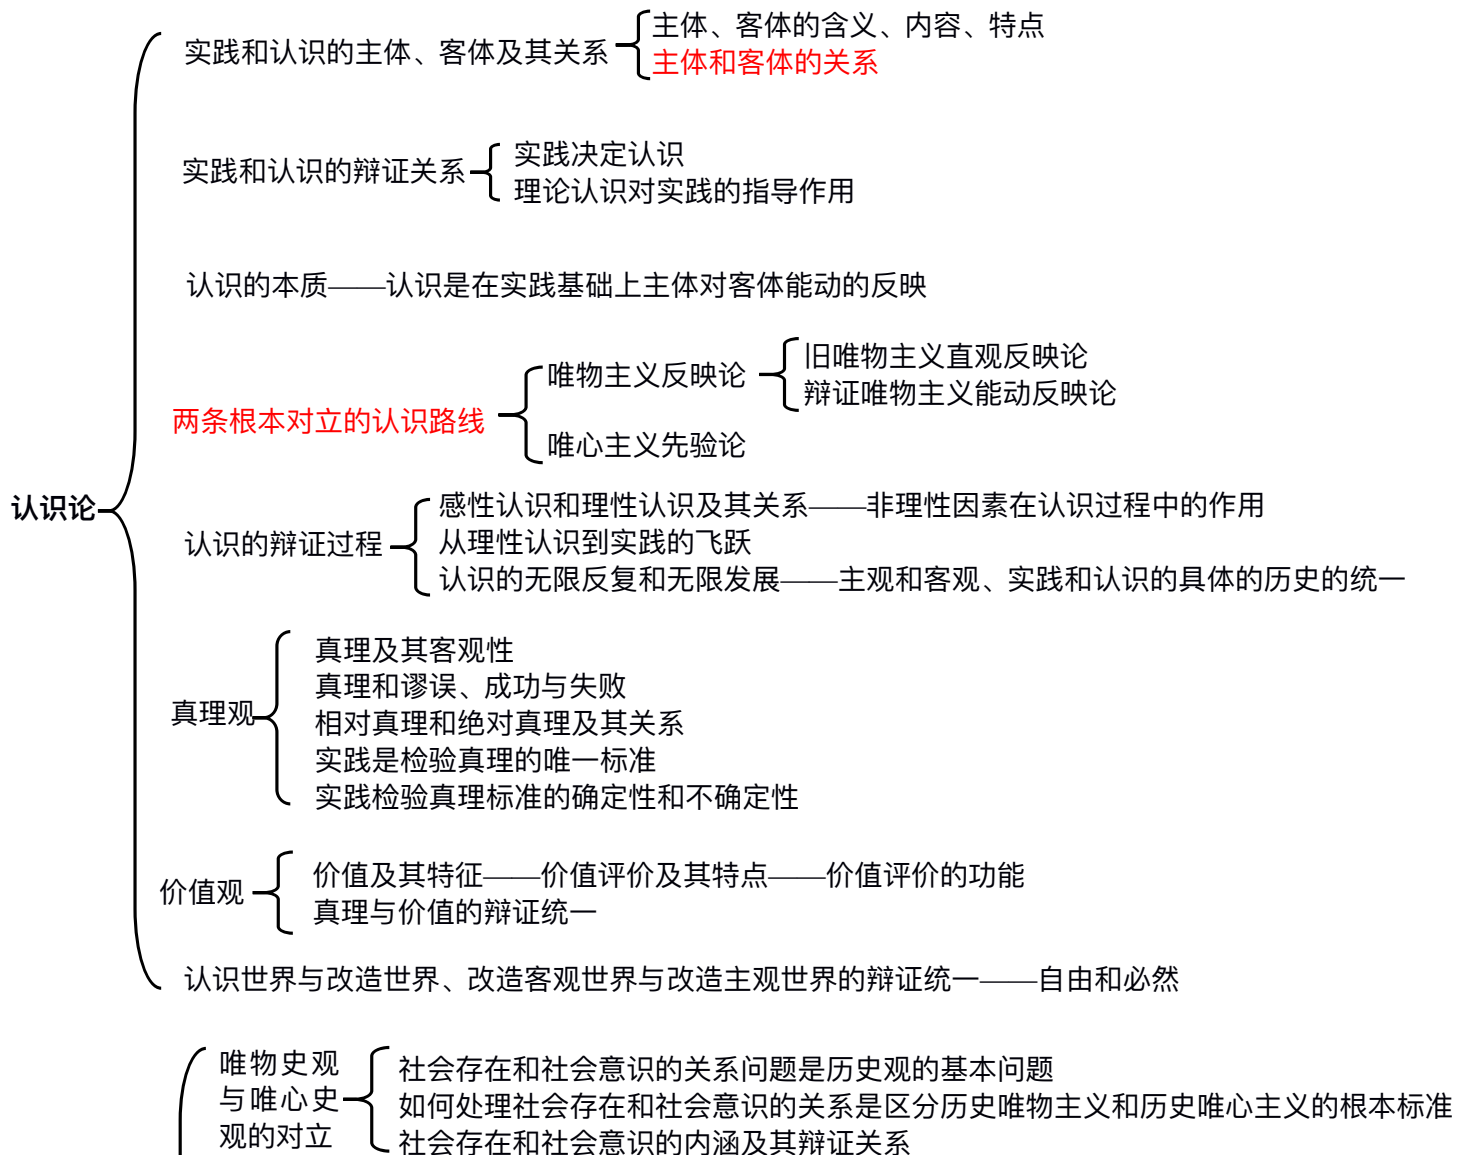 认识论
实践和认识的主体、客体及其关系
主体、客体的含义、内容、特点
主体和客体的关系
实践和认识的辩证关系
实践决定认识
理论认识对实践的指导作用
认识的本质——认识是在实践基础上主体对客体能动的反映
两条根本对立的认识路线
唯物主义反映论
旧唯物主义直观反映论
辩证唯物主义能动反映论
唯心主义先验论
认识的辩证过程
感性认识和理性认识及其关系——非理性因素在认识过程中的作用
从理性认识到实践的飞跃
认识的无限反复和无限发展——主观和客观、实践和认识的具体的历史的统一
真理观
真理及其客观性
真理和谬误、成功与失败
相对真理和绝对真理及其关系
实践是检验真理的唯一标准
实践检验真理标准的确定性和不确定性
价值观
价值及其特征——价值评价及其特点——价值评价的功能
真理与价值的辩证统一
认识世界与改造世界、改造客观世界与改造主观世界的辩证统一——自由和必然
唯物史观
与唯心史
观的对立
社会存在和社会意识的关系问题是历史观的基本问题
如何处理社会存在和社会意识的关系是区分历史唯物主义和历史唯心主义的根本标准
社会存在和社会意识的内涵及其辩证关系